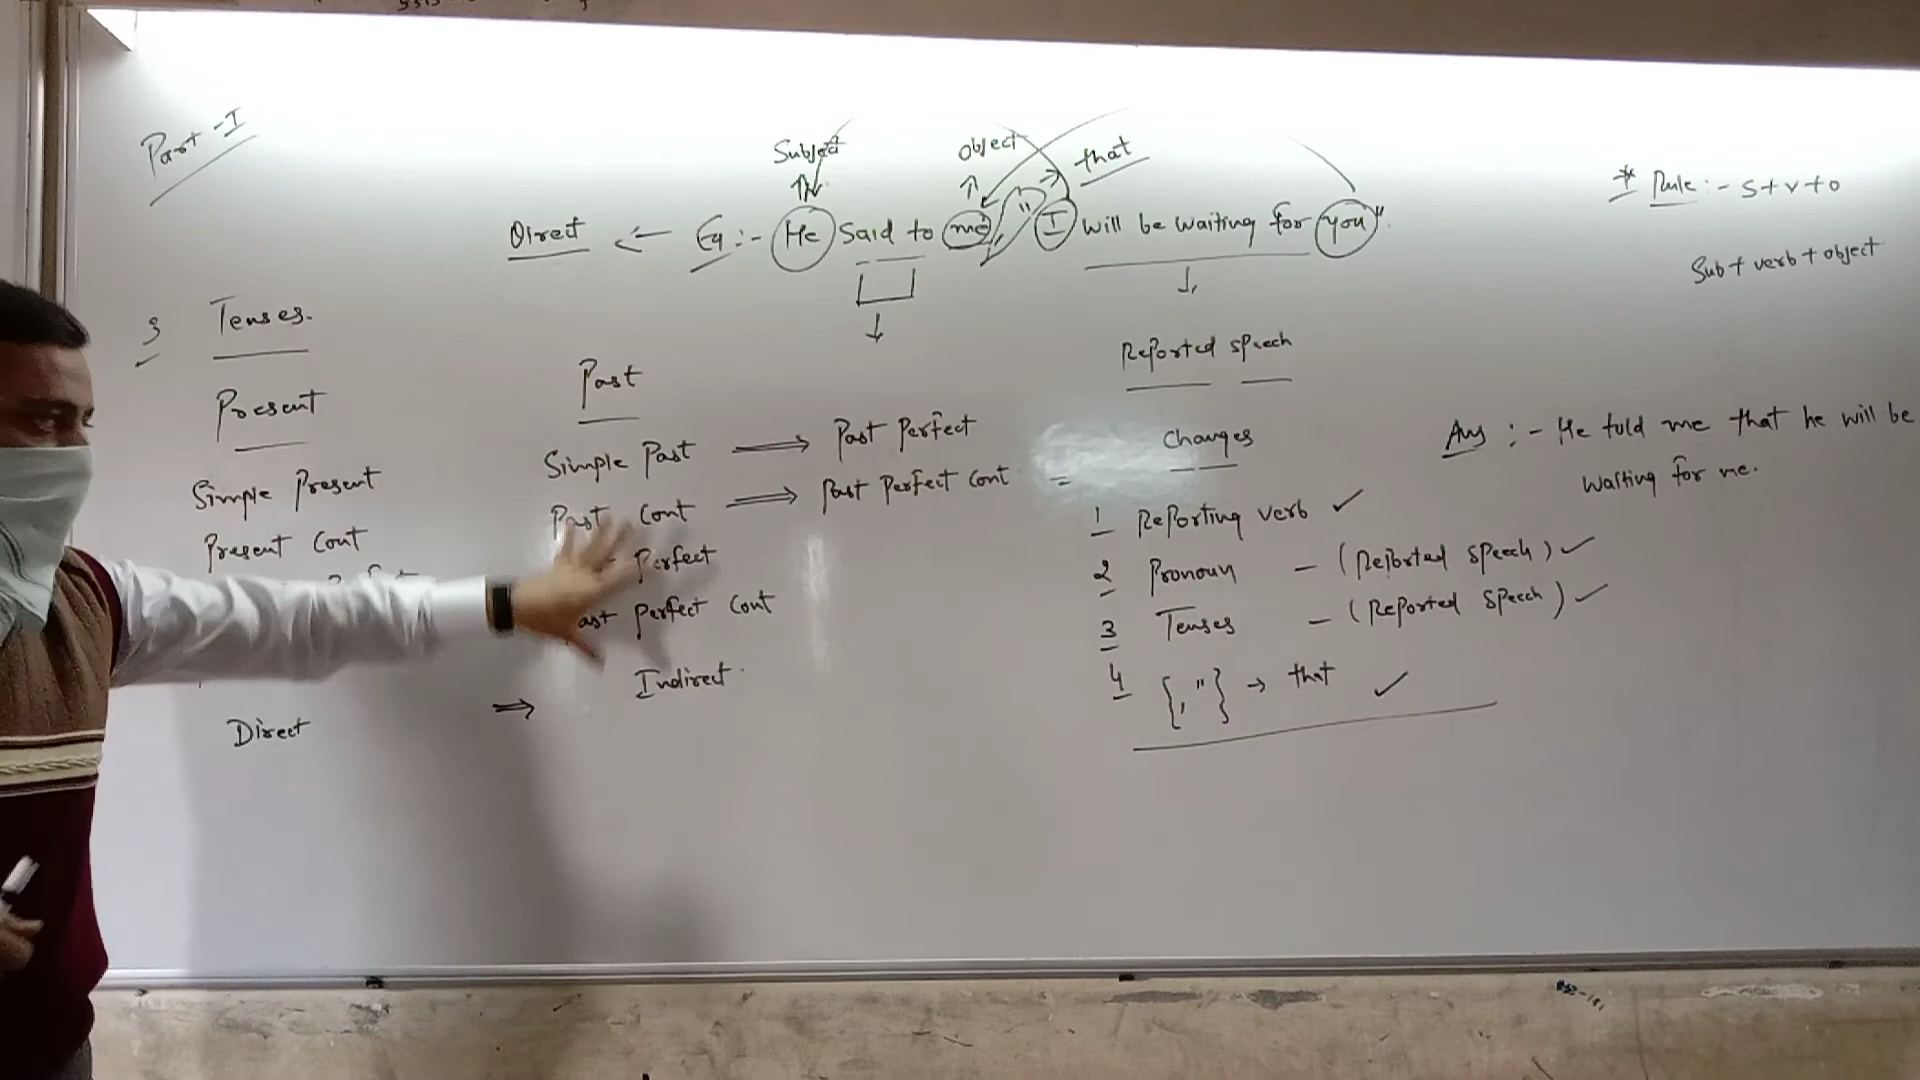 Part-I
Subject
Object
that
Direct ← Eg :- He Said to me, " I will be waiting for you".
* Rule :- S+V+O
Sub + verb + object
3 Tenses.
Present
Simple Present
Present Cont
Direct ⇒ Indirect.
Past
Simple Past ⇒ Past Perfect
Past Cont ⇒ Past Perfect Cont
Perfect
Past Perfect Cont
Reported Speech
Changes
1 Reporting verb ✓
2 Pronoun - (Reported Speech) ✓
3 Tenses - (Reported Speech) ✓
4 {, "} → that ✓
Ans :- He told me that he will be
waiting for me.